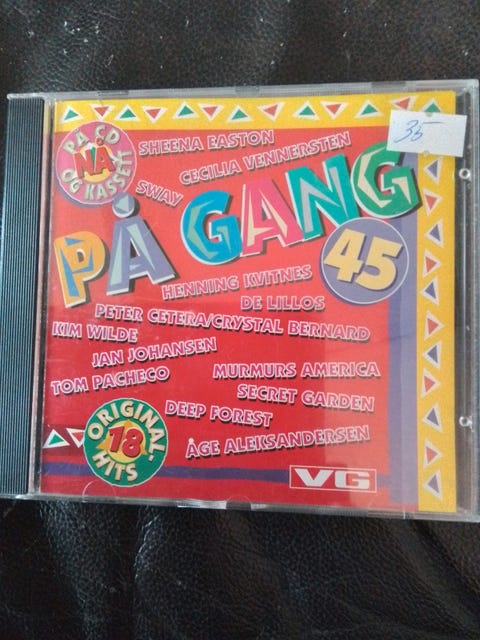 PÅ CD
NÅ
OG KASSETT
35-
SHEENA EASTON
CECILIA VENNERSTEN
SWAY
PÅ GANG
45
HENNING KVITNES
DE LILLOS
PETER CETERA/CRYSTAL BERNARD
KIM WILDE
JAN JOHANSEN
MURMURS AMERICA
TOM PACHECO
SECRET GARDEN
DEEP FOREST
ÅGE ALEKSANDERSEN
ORIGINAL
18
HITS
VG